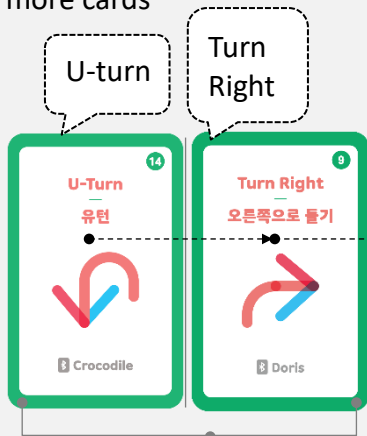 more cards
U-turn
Turn
Right
14
U-Turn
유턴
Crocodile
9
Turn Right
오른쪽으로 돌기
Doris